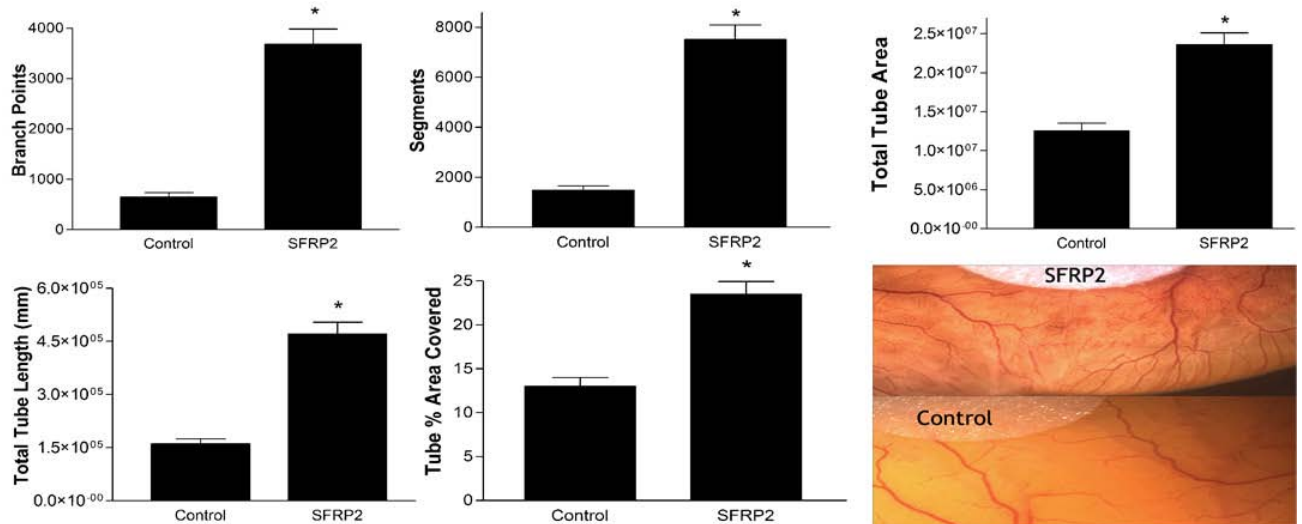 *
4000
3000
2000
1000
0
Branch Points
Control
SFRP2
*
8000
6000
4000
2000
0
Segments
Control
SFRP2
*
2.5×10⁰⁷
2.0×10⁰⁷
1.5×10⁰⁷
1.0×10⁰⁷
5.0×10⁰⁶
0.0×10⁻⁰⁰
Total Tube Area
Control
SFRP2
*
6.0×10⁰⁵
4.5×10⁰⁵
3.0×10⁰⁵
1.5×10⁰⁵
0.0×10⁻⁰⁰
Total Tube Length (mm)
Control
SFRP2
*
25
20
15
10
5
0
Tube % Area Covered
Control
SFRP2
SFRP2
Control